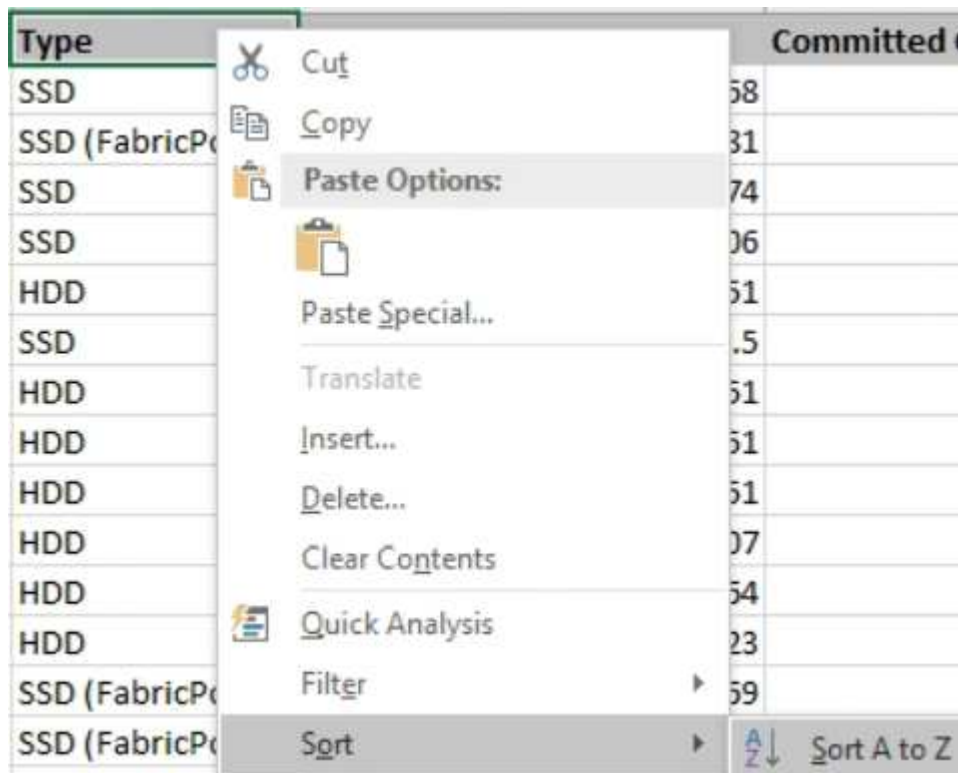 Type
Committed
SSD
Cut
58
SSD (FabricPo
Copy
31
SSD
Paste Options:
74
SSD
06
HDD
Paste Special...
51
SSD
.5
HDD
Translate
51
HDD
Insert...
51
HDD
Delete...
51
HDD
Clear Contents
07
HDD
Quick Analysis
54
HDD
23
SSD (FabricPo
Filter
59
SSD (FabricPo
Sort
Sort A to Z